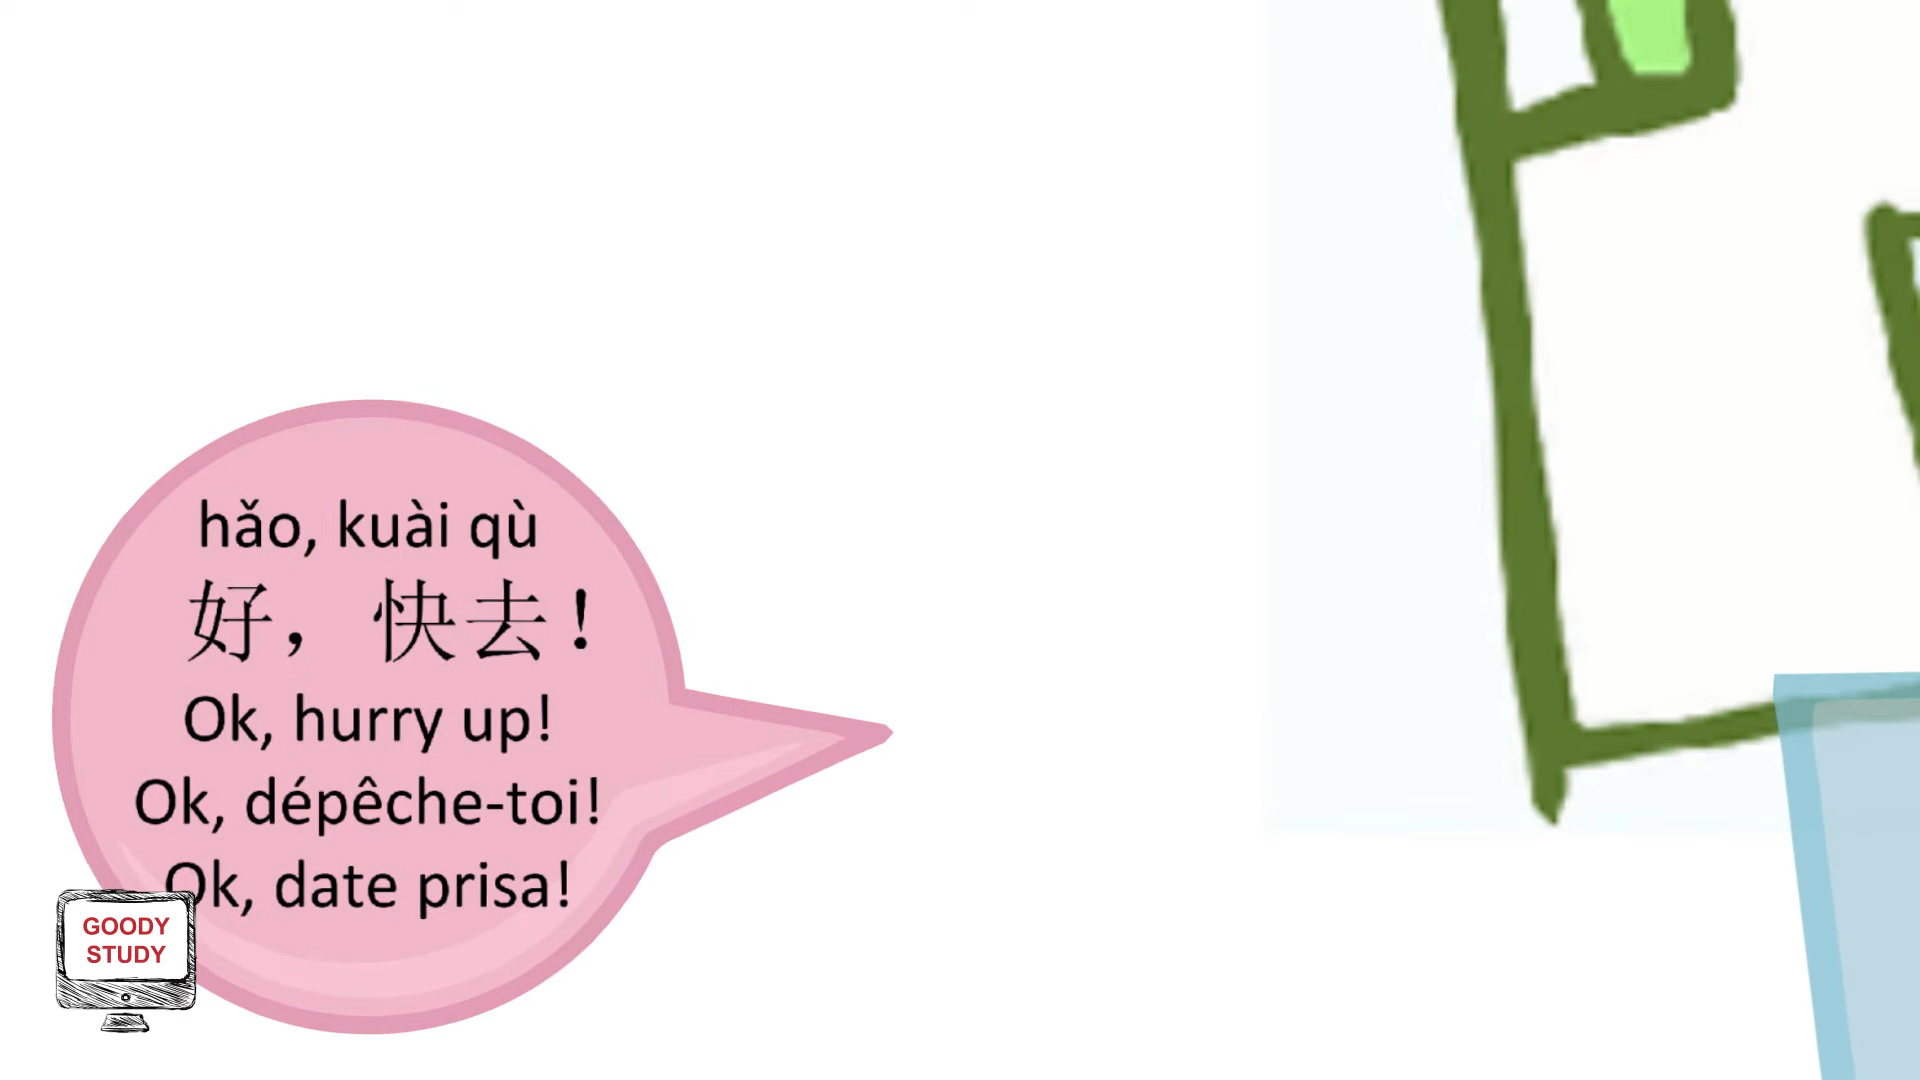 hǎo, kuài qù
好，快去！
Ok, hurry up!
Ok, dépêche-toi!
Ok, date prisa!
GOODY
STUDY